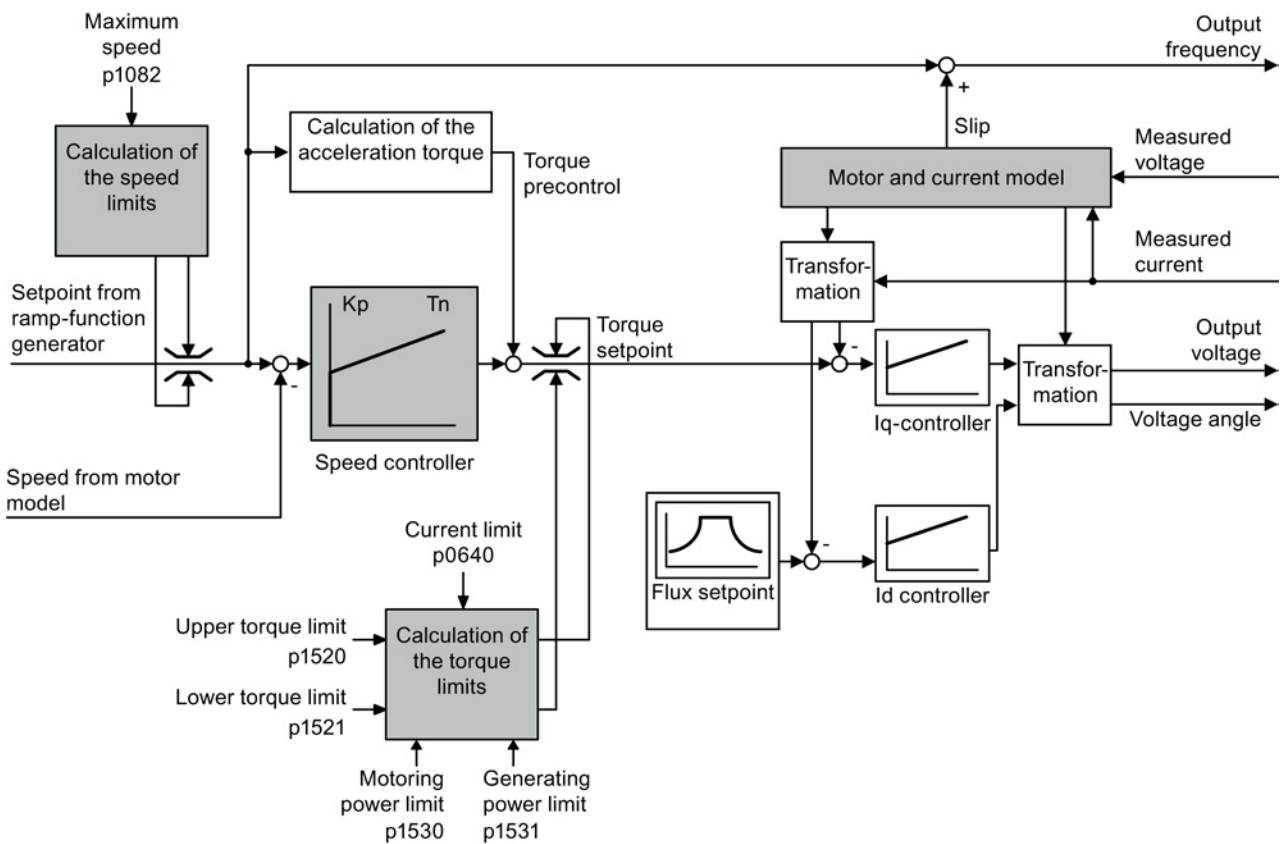 Maximum
speed
p1082
Output
frequency
Calculation of
the speed
limits
Calculation of the
acceleration torque
Torque
precontrol
+
Slip
Motor and current model
Measured
voltage
Measured
current
Transfor-
mation
Setpoint from
ramp-function
generator
Kp Tn
-
Speed controller
Torque
setpoint
-
Iq-controller
Transfor-
mation
Output
voltage
Voltage angle
Speed from motor
model
Flux setpoint
-
Id controller
Current limit
p0640
Upper torque limit
p1520
Lower torque limit
p1521
Calculation of
the torque
limits
Motoring
power limit
p1530
Generating
power limit
p1531